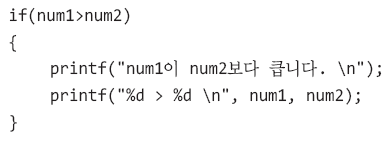 if(num1>num2)
{
    printf("num1이 num2보다 큽니다. \n");
    printf("%d > %d \n", num1, num2);
}